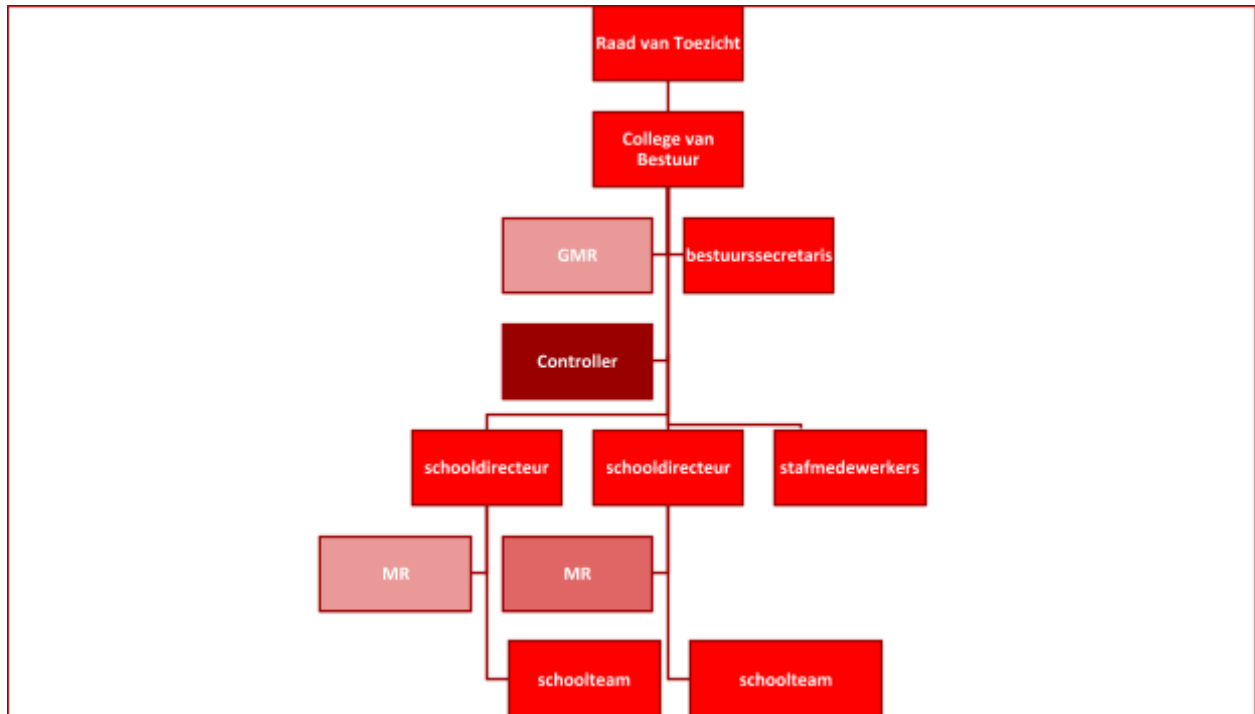 Raad van Toezicht
College van
Bestuur
GMR
bestuurssecretaris
Controller
schooldirecteur
schooldirecteur
stafmedewerkers
MR
MR
schoolteam
schoolteam